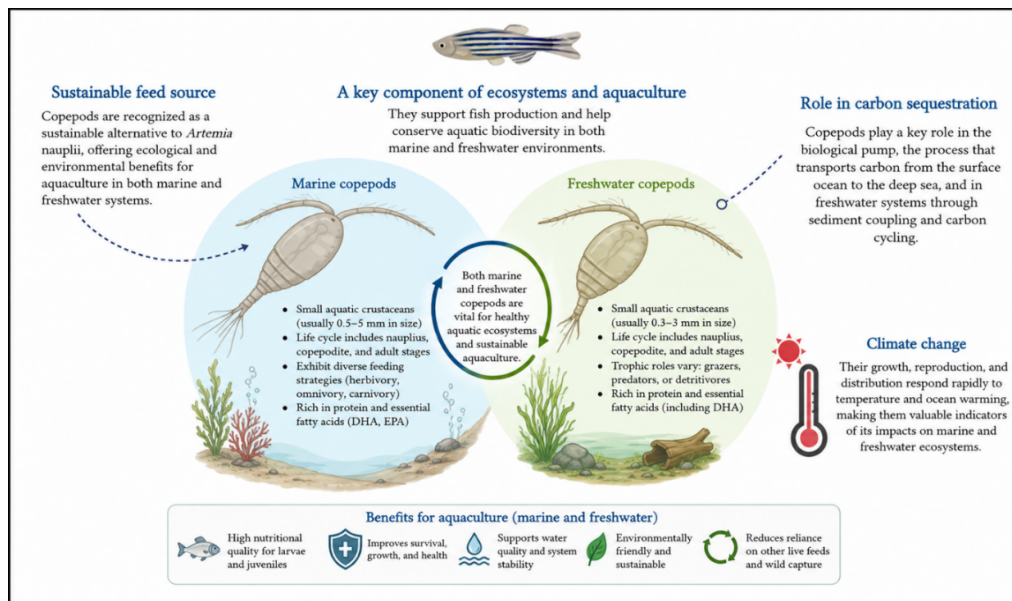 Sustainable feed source
Copepods are recognized as a
sustainable alternative to Artemia
nauplii, offering ecological and
environmental benefits for
aquaculture in both marine and
freshwater systems.
A key component of ecosystems and aquaculture
They support fish production and help
conserve aquatic biodiversity in both
marine and freshwater environments.
Role in carbon sequestration
Copepods play a key role in the
biological pump, the process that
transports carbon from the surface
ocean to the deep sea, and in
freshwater systems through
sediment coupling and carbon
cycling.
Marine copepods
• Small aquatic crustaceans
(usually 0.5–5 mm in size)
• Life cycle includes nauplius,
copepodite, and adult stages
• Exhibit diverse feeding
strategies (herbivory,
omnivory, carnivory)
• Rich in protein and essential
fatty acids (DHA, EPA)
Both marine
and freshwater
copepods are
vital for healthy
aquatic ecosystems
and sustainable
aquaculture.
Freshwater copepods
• Small aquatic crustaceans
(usually 0.3–3 mm in size)
• Life cycle includes nauplius,
copepodite, and adult stages
• Trophic roles vary: grazers,
predators, or detritivores
• Rich in protein and essential
fatty acids (including DHA)
Climate change
Their growth, reproduction, and
distribution respond rapidly to
temperature and ocean warming,
making them valuable indicators
of its impacts on marine and
freshwater ecosystems.
Benefits for aquaculture (marine and freshwater)
High nutritional
quality for larvae
and juveniles
Improves survival,
growth, and health
Supports water
quality and system
stability
Environmentally
friendly and
sustainable
Reduces reliance
on other live feeds
and wild capture